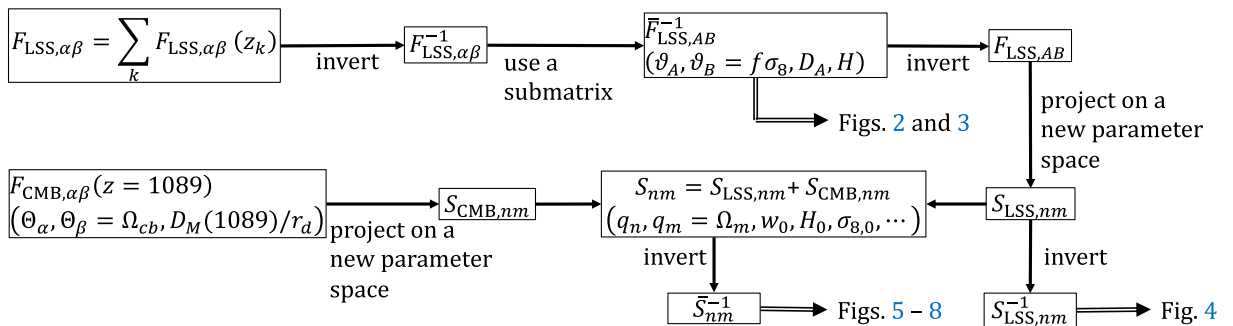 F_{LSS,αβ} = ∑_k F_{LSS,αβ} (z_k)
invert
F^{-1}_{LSS,αβ}
use a
submatrix
F̄^{-1}_{LSS,AB}
(ϑ_A, ϑ_B = fσ_8, D_A, H)
invert
F_{LSS,AB}
Figs. 2 and 3
project on a
new parameter
space
F_{CMB,αβ}(z = 1089)
(Θ_α, Θ_β = Ω_{cb}, D_M(1089)/r_d)
project on a
new parameter
space
S_{CMB,nm}
S_{nm} = S_{LSS,nm} + S_{CMB,nm}
(q_n, q_m = Ω_m, w_0, H_0, σ_{8,0}, ⋯)
S_{LSS,nm}
invert
invert
S̄^{-1}_{nm}
Figs. 5 – 8
S^{-1}_{LSS,nm}
Fig. 4